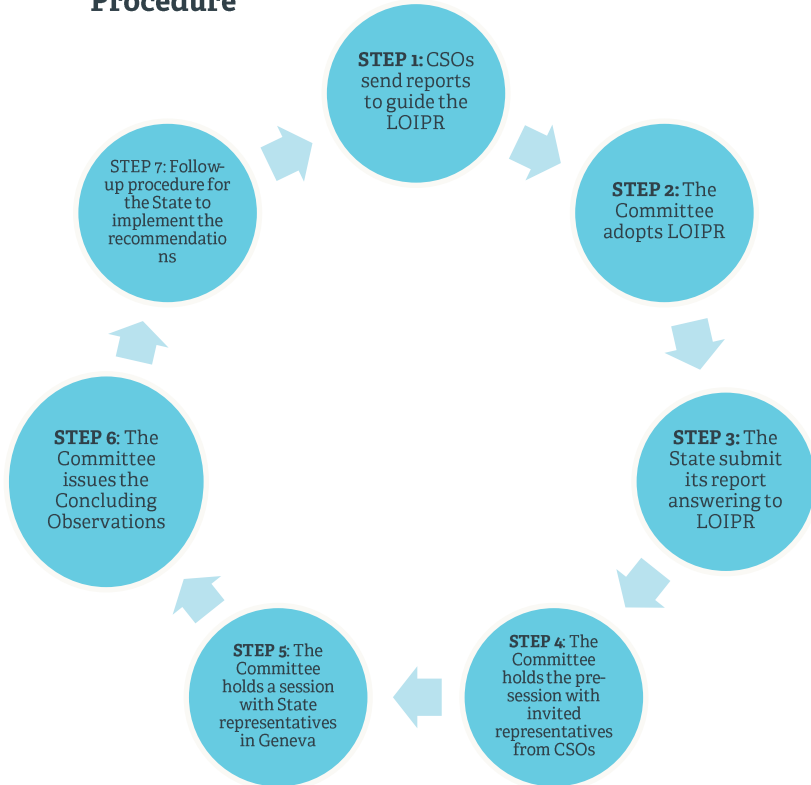 Procedure
STEP 1: CSOs
send reports
to guide the
LOIPR
STEP 2: The
Committee
adopts LOIPR
STEP 3: The
State submit
its report
answering to
LOIPR
STEP 4: The
Committee
holds the pre-
session with
invited
representatives
from CSOs
STEP 5: The
Committee
holds a session
with State
representatives
in Geneva
STEP 6: The
Committee
issues the
Concluding
Observations
STEP 7: Follow-
up procedure for
the State to
implement the
recommendatio
ns